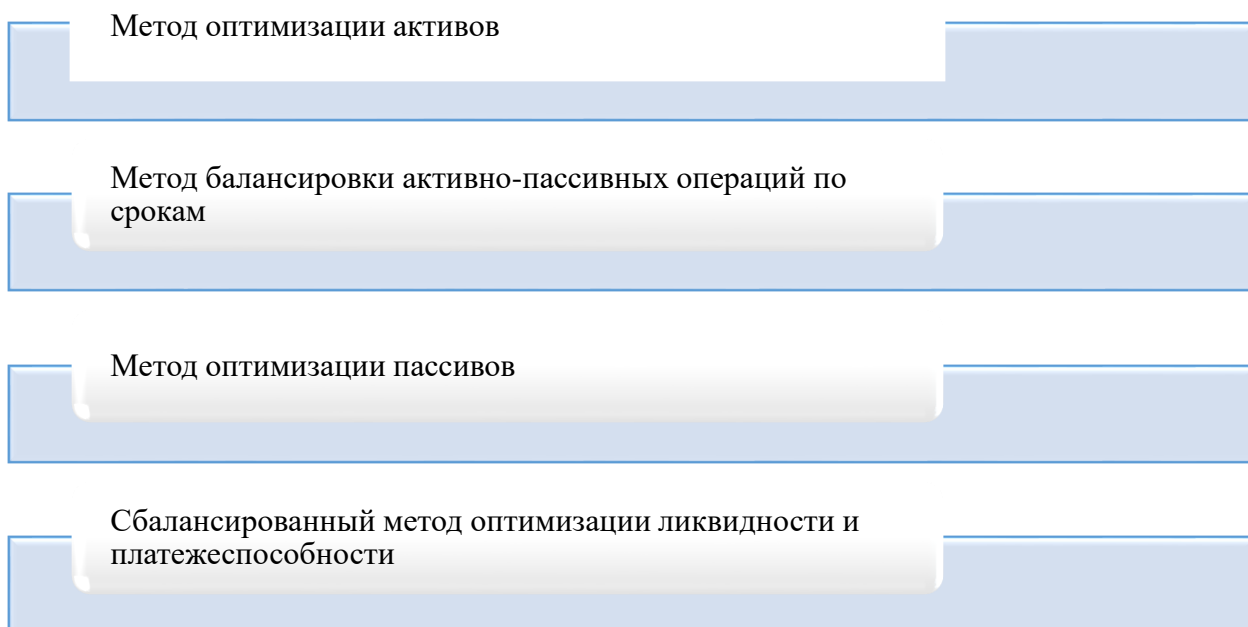 Метод оптимизации активов
Метод балансировки активно-пассивных операций по
срокам
Метод оптимизации пассивов
Сбалансированный метод оптимизации ликвидности и
платежеспособности